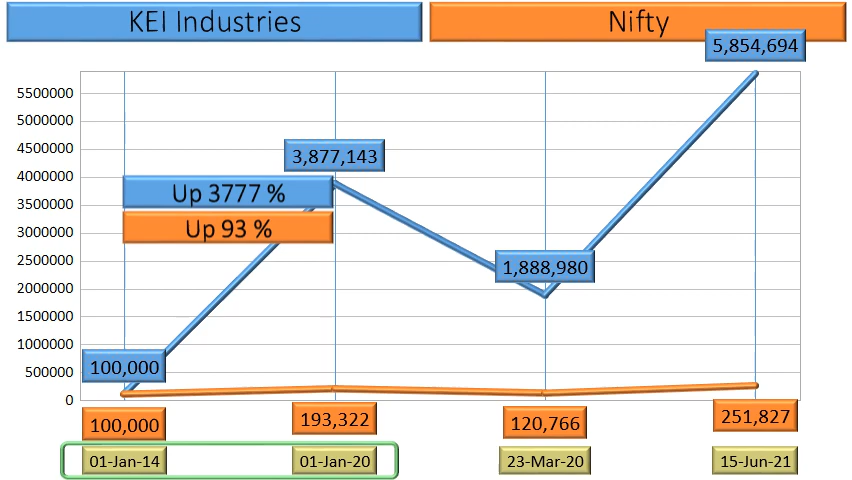 KEI Industries
Nifty
5,854,694
5500000
5000000
4500000
4000000
3500000
3000000
2500000
2000000
1500000
1000000
500000
0
3,877,143
Up 3777 %
Up 93 %
1,888,980
100,000
100,000
193,322
120,766
251,827
01-Jan-14
01-Jan-20
23-Mar-20
15-Jun-21